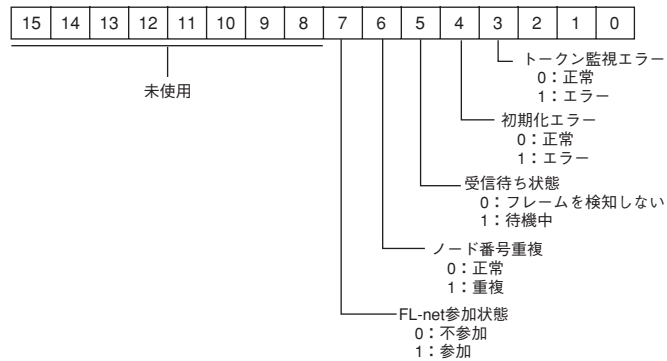 15 14 13 12 11 10 9 8 7 6 5 4 3 2 1 0
未使用
トークン監視エラー
0：正常
1：エラー
初期化エラー
0：正常
1：エラー
受信待ち状態
0：フレームを検知しない
1：待機中
ノード番号重複
0：正常
1：重複
FL-net参加状態
0：不参加
1：参加